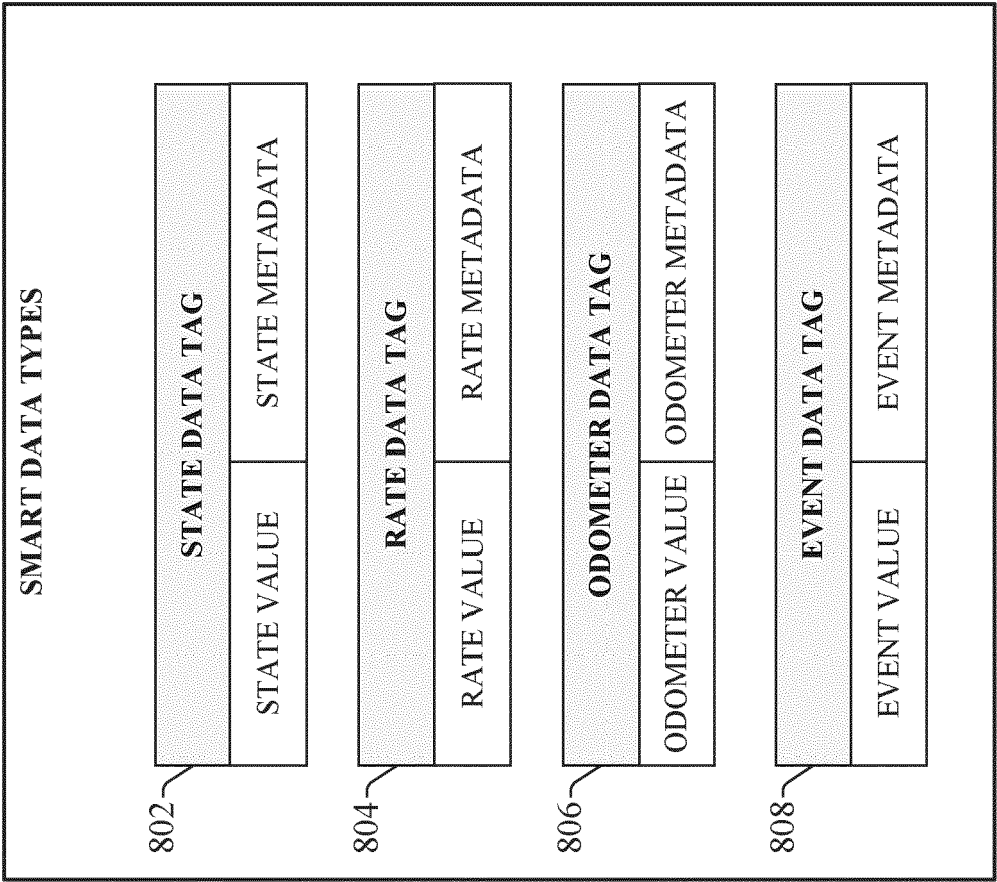 SMART DATA TYPES
802
STATE DATA TAG
STATE VALUE
STATE METADATA
804
RATE DATA TAG
RATE VALUE
RATE METADATA
806
ODOMETER DATA TAG
ODOMETER VALUE
ODOMETER METADATA
808
EVENT DATA TAG
EVENT VALUE
EVENT METADATA